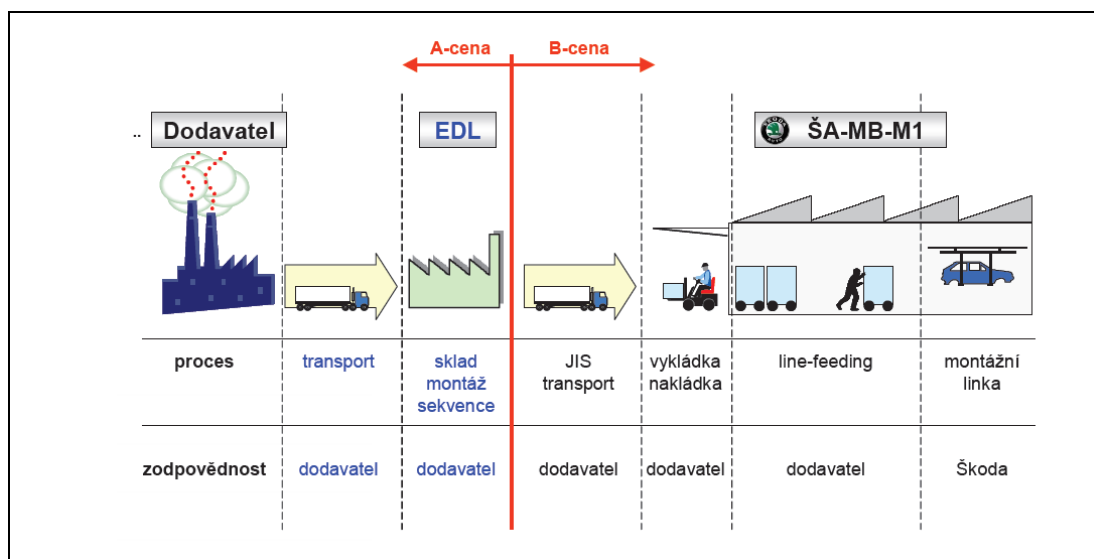 A-cena B-cena
.. Dodavatel EDL ŠA-MB-M1
proces transport sklad JIS vykládka line-feeding montážní
montáž transport nakládka linka
sekvence
zodpovědnost dodavatel dodavatel dodavatel dodavatel dodavatel Škoda